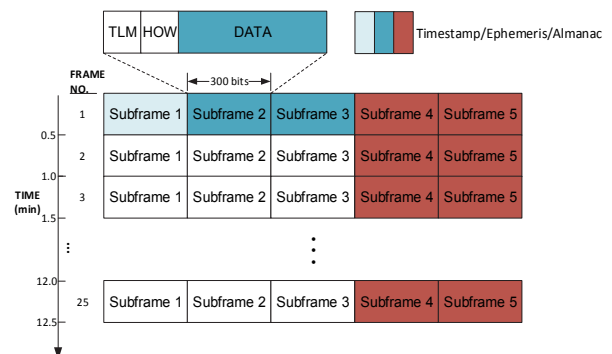 TLM HOW DATA
Timestamp/Ephemeris/Almanac
FRAME NO.
300 bits
1 Subframe 1 Subframe 2 Subframe 3 Subframe 4 Subframe 5
0.5
2 Subframe 1 Subframe 2 Subframe 3 Subframe 4 Subframe 5
1.0
TIME (min)
3 Subframe 1 Subframe 2 Subframe 3 Subframe 4 Subframe 5
1.5
...
12.0
25 Subframe 1 Subframe 2 Subframe 3 Subframe 4 Subframe 5
12.5